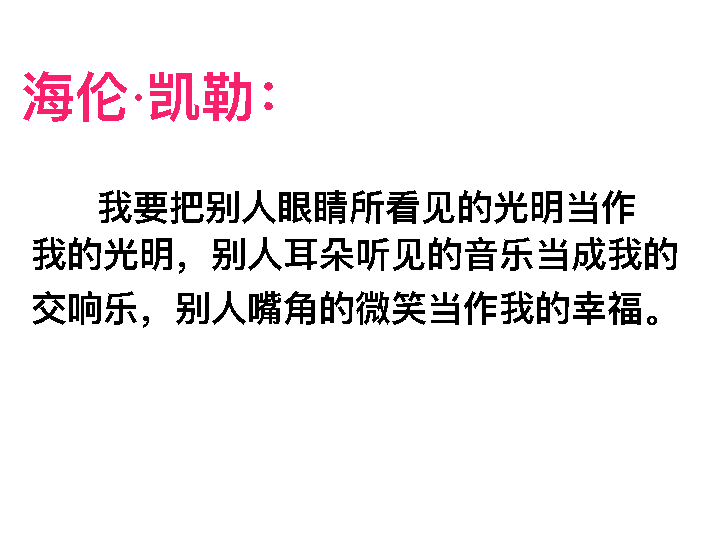 海伦·凯勒：
我要把别人眼睛所看见的光明当作
我的光明，别人耳朵听见的音乐当成我的
交响乐，别人嘴角的微笑当作我的幸福。